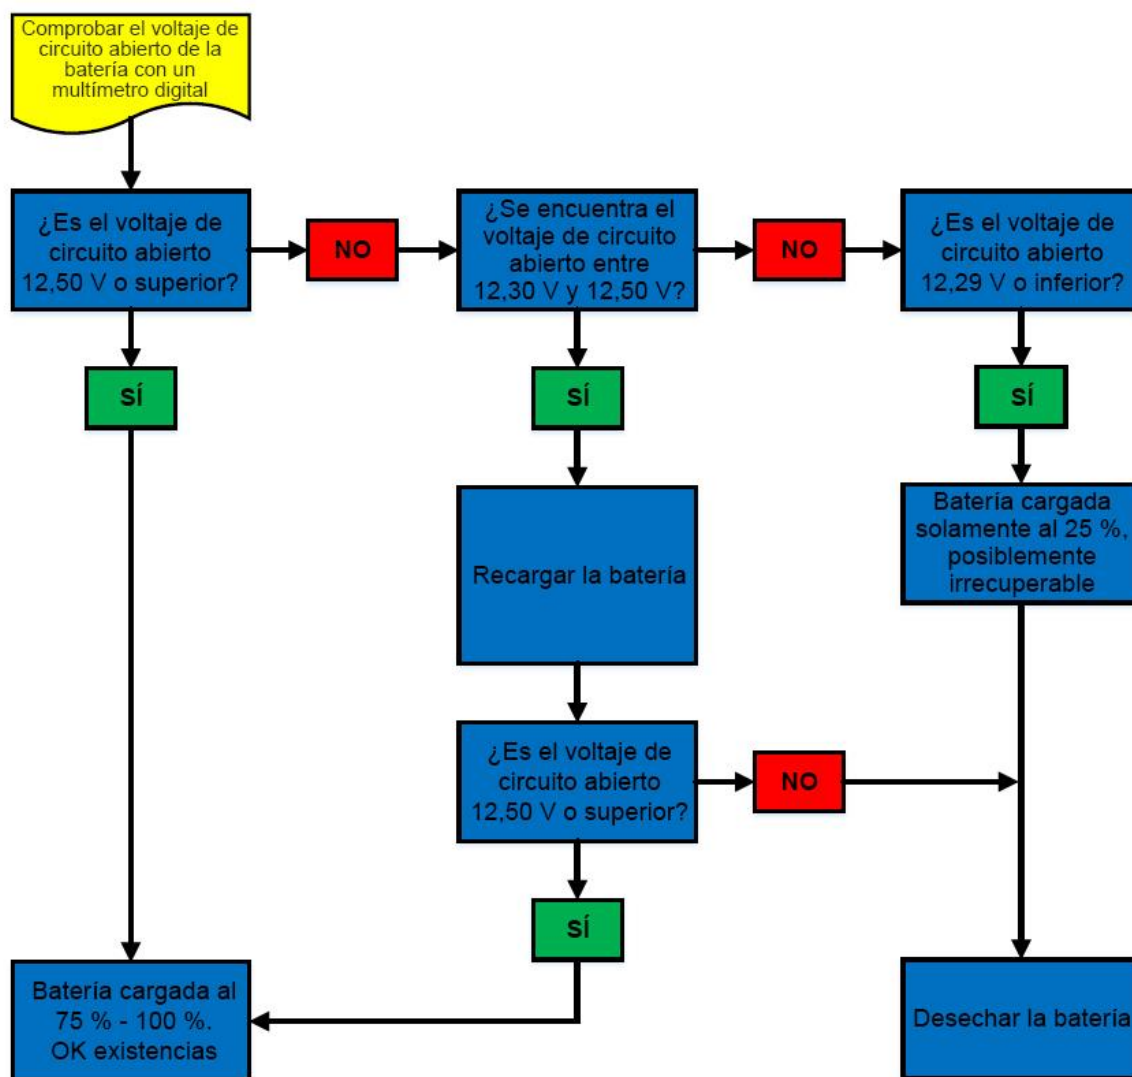 Comprobar el voltaje de
circuito abierto de la
batería con un
multímetro digital
¿Es el voltaje de
circuito abierto
12,50 V o superior?
NO
¿Se encuentra el
voltaje de circuito
abierto entre
12,30 V y 12,50 V?
NO
¿Es el voltaje de
circuito abierto
12,29 V o inferior?
SÍ
SÍ
SÍ
Recargar la batería
Batería cargada
solamente al 25 %,
posiblemente
irrecuperable
¿Es el voltaje de
circuito abierto
12,50 V o superior?
NO
SÍ
Batería cargada al
75 % - 100 %.
OK existencias
Desechar la batería